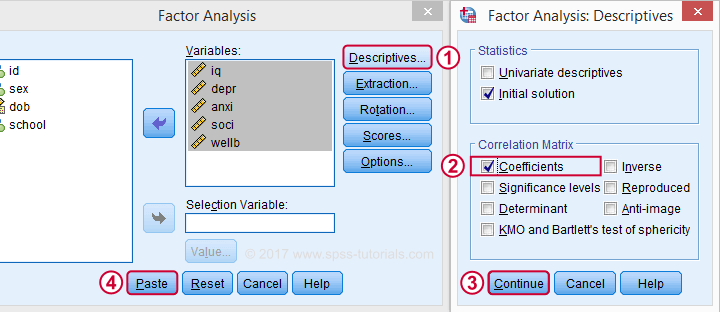 Factor Analysis
id
sex
dob
school
Variables:
iq
depr
anxi
soci
wellb
Descriptives...
1
Extraction...
Rotation...
Scores...
Options...
Selection Variable:
Value...
© 2017 www.spss-tutorials.com
4
Paste
Reset
Cancel
Help
Factor Analysis: Descriptives
Statistics
Univariate descriptives
Initial solution
Correlation Matrix
2
Coefficients
Inverse
Significance levels
Reproduced
Determinant
Anti-image
KMO and Bartlett's test of sphericity
3
Continue
Cancel
Help